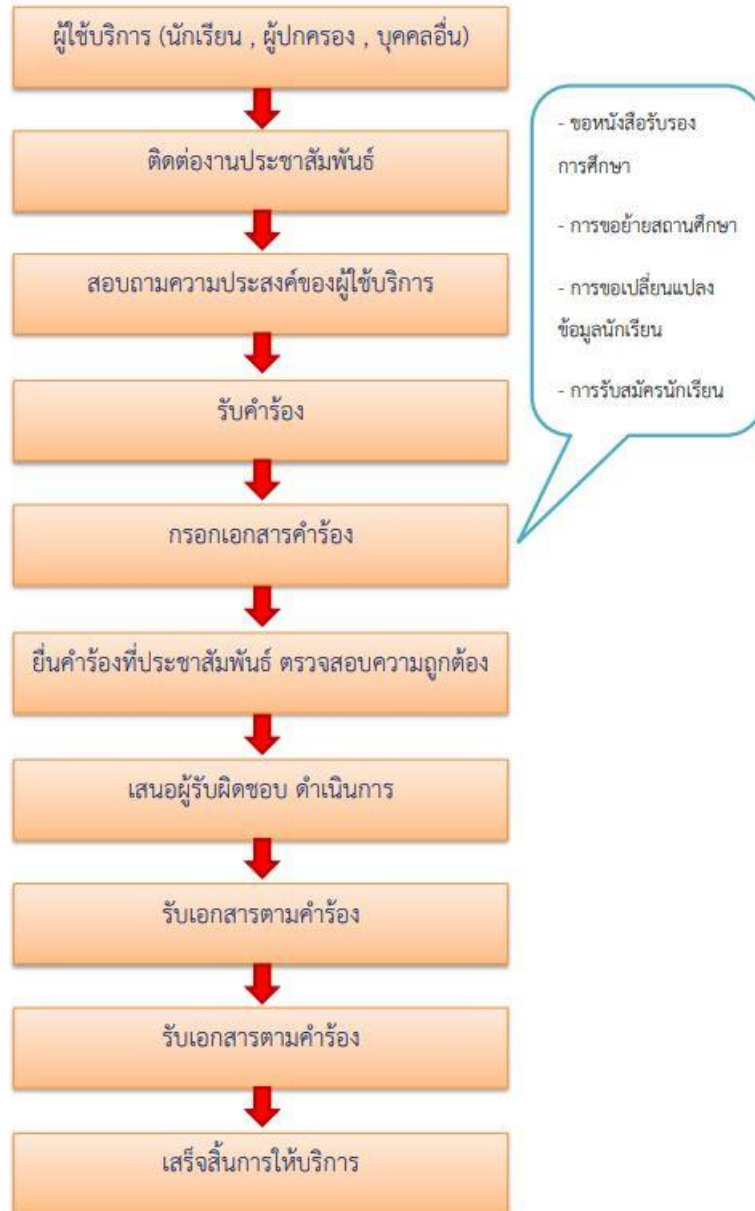 ผู้ใช้บริการ (นักเรียน , ผู้ปกครอง , บุคคลอื่น)
ติดต่องานประชาสัมพันธ์
สอบถามความประสงค์ของผู้ใช้บริการ
รับคำร้อง
กรอกเอกสารคำร้อง
- ขอหนังสือรับรอง
การศึกษา
- การขอย้ายสถานศึกษา
- การขอเปลี่ยนแปลง
ข้อมูลนักเรียน
- การรับสมัครนักเรียน
ยื่นคำร้องที่ประชาสัมพันธ์ ตรวจสอบความถูกต้อง
เสนอผู้รับผิดชอบ ดำเนินการ
รับเอกสารตามคำร้อง
รับเอกสารตามคำร้อง
เสร็จสิ้นการให้บริการ